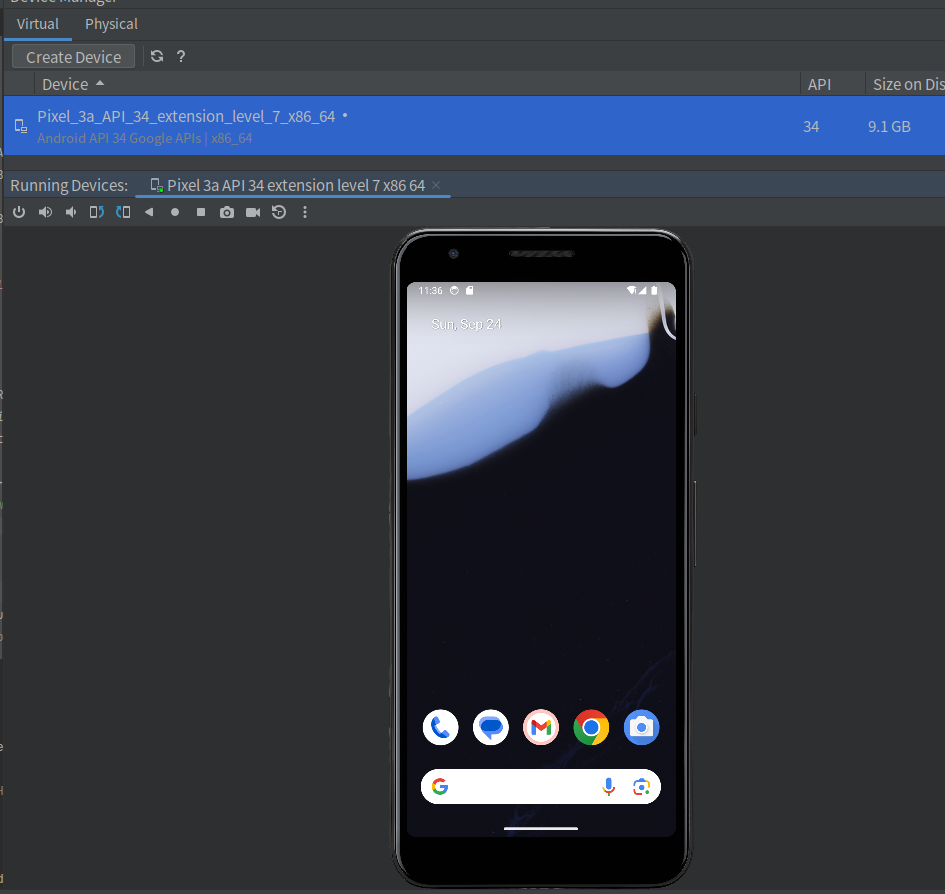 Device Manager
Virtual Physical
Create Device ?
Device API Size on Dis
Pixel_3a_API_34_extension_level_7_x86_64 •
Android API 34 Google APIs | x86_64
34 9.1 GB
Running Devices: Pixel 3a API 34 extension level 7 x86 64 ×
11:36
Sun, Sep 24